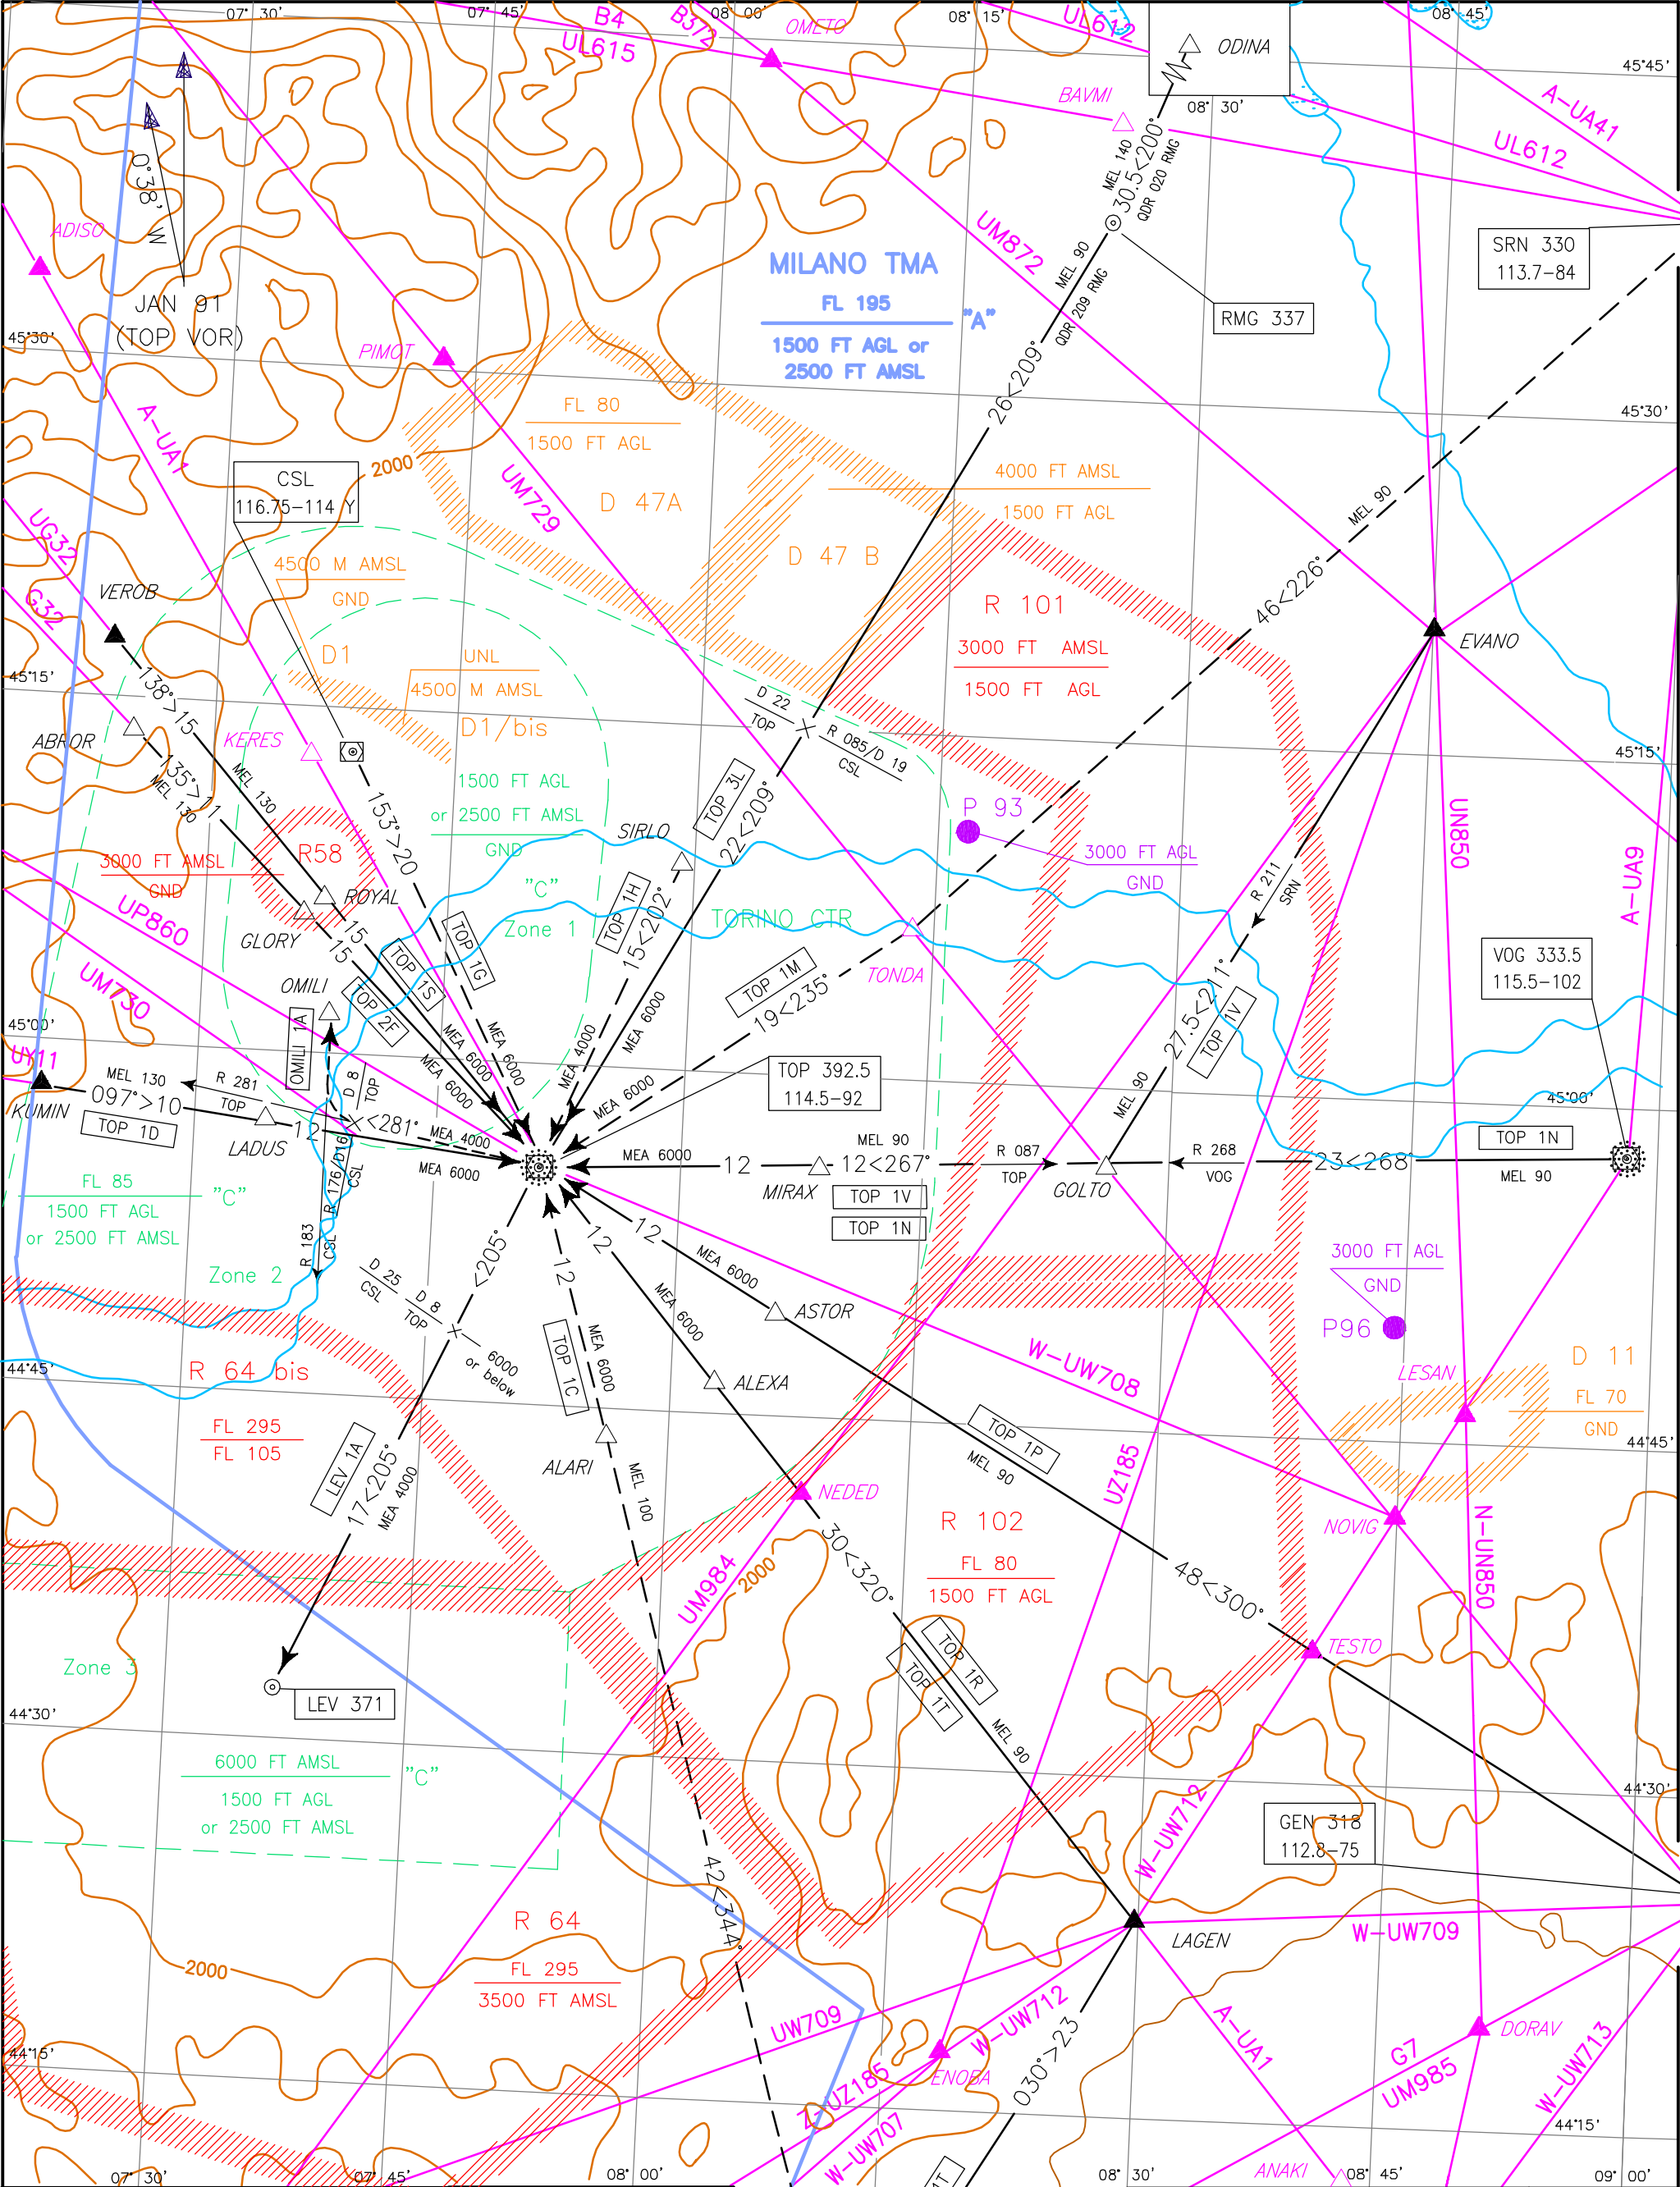 07° 30'
07° 45'
B4
UL615
B372
08° 00'
OMETO
08° 15'
UL612
ODINA
08° 30'
08° 45'
45°45'
A-UA41
UL612
BAVMI
MEL 140
30.5<200°
QDR 020 RMG
0°38' W
ADISO
JAN 91
(TOP VOR)
MILANO TMA
FL 195
"A"
1500 FT AGL or
2500 FT AMSL
UM872
MEL 90
QDR 209 RMG
26<209°
RMG 337
SRN 330
113.7-84
45°30'
PIMOT
A-UA1
FL 80
1500 FT AGL
D 47A
2000
UM729
4000 FT AMSL
1500 FT AGL
D 47 B
45°30'
MEL 90
46<226°
CSL
116.75-114 Y
UG32
G32
VEROB
4500 M AMSL
GND
D1
UNL
4500 M AMSL
D1/bis
R 101
3000 FT AMSL
1500 FT AGL
EVANO
45°15'
138°>15
MEL 130
ABROR
135°>11
MEL 130
KERES
D 22
TOP
R 085/D 19
CSL
45°15'
153°>20
1500 FT AGL
or 2500 FT AMSL
GND
"C"
Zone 1
R58
3000 FT AMSL
GND
ROYAL
GLORY
SIRLO
TOP 3L
22<209°
P 93
3000 FT AGL
GND
UN850
A-UA9
R 211
SRN
UP860
UM730
15
15
TOP 1S
TOP 2F
TOP 1G
TOP 1H
15<202°
TORINO CTR
TOP 1M
19<235°
TONDA
VOG 333.5
115.5-102
27.5<211°
TOP 1V
MEL 90
OMILI
OMILI 1A
45°00'
UY11
KUMIN
MEL 130
097°>10
TOP 1D
R 281
TOP
LADUS
12
D 8
TOP
<281°
MEA 4000
MEA 6000
MEA 6000
MEA 6000
MEA 6000
MEA 4000
MEA 6000
MEA 6000
TOP 392.5
114.5-92
45°00'
MEA 6000
12
MEL 90
12<267°
MIRAX
TOP 1V
TOP 1N
R 087
TOP
GOLTO
R 268
VOG
23<268°
TOP 1N
MEL 90
R 176/D16
CSL
R 183
CSL
FL 85
1500 FT AGL
or 2500 FT AMSL
"C"
Zone 2
<205°
D 25
CSL
D 8
TOP
6000
or below
12
12
12
MEA 6000
MEA 6000
MEA 6000
TOP 1C
ASTOR
ALEXA
ALARI
3000 FT AGL
GND
P96
W-UW708
LESAN
D 11
FL 70
GND
44°45'
R 64 bis
FL 295
FL 105
LEV 1A
17<205°
MEA 4000
MEL 100
NEDED
TOP 1P
MEL 90
UZ185
44°45'
R 102
FL 80
1500 FT AGL
NOVIG
N-UN850
UM984
2000
30<320°
48<300°
TOP 1R
TOP 1T
MEL 90
TESTO
Zone 3
LEV 371
44°30'
6000 FT AMSL
1500 FT AGL
or 2500 FT AMSL
"C"
44°30'
GEN 318
112.8-75
W-UW712
42<344°
R 64
FL 295
3500 FT AMSL
2000
LAGEN
W-UW709
UW709
W-UW712
A-UA1
DORAV
G7
UM985
W-UW713
44°15'
ENOBA
Z-UZ185
W-UW707
030°>23
44°15'
1T
ANAKI
07° 30'
07° 45'
08° 00'
08° 30'
08° 45'
09° 00'